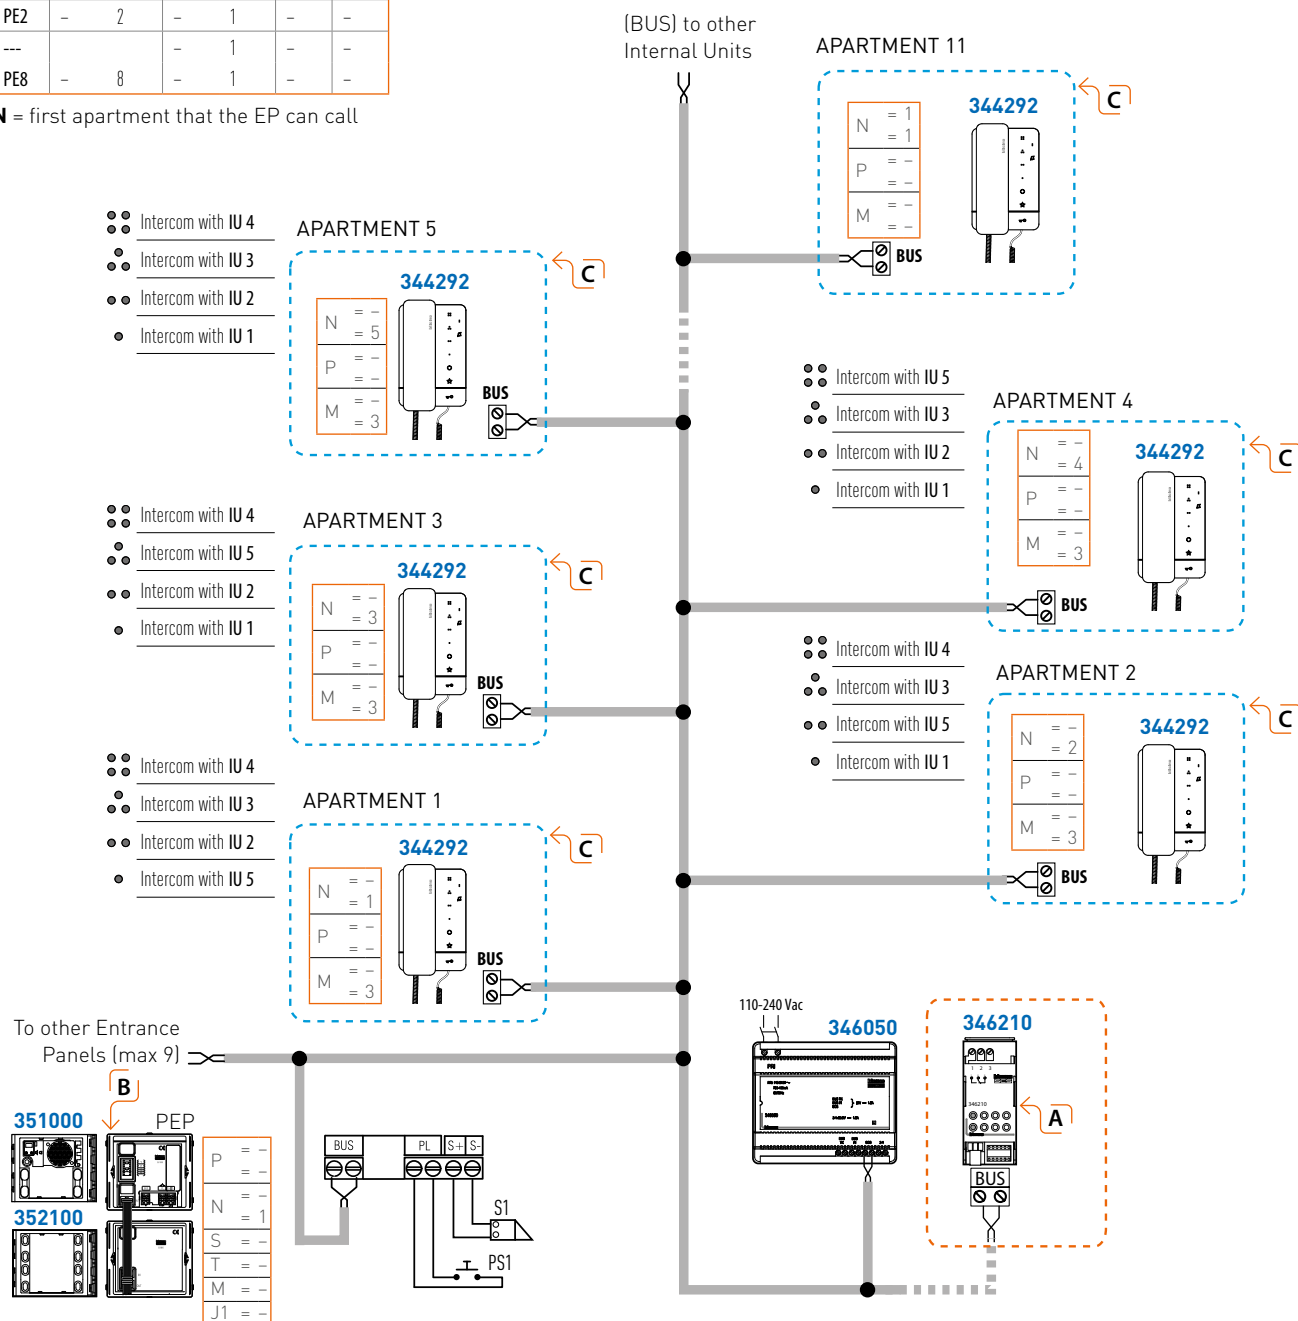 PE2 – 2 – 1 – –
--- – 1 – –
PE8 – 8 – 1 – –
N = first apartment that the EP can call
(BUS) to other
Internal Units
APARTMENT 11
C
344292
N = 1
= 1
P = –
= –
M = –
= –
BUS
Intercom with IU 4
Intercom with IU 3
Intercom with IU 2
Intercom with IU 1
APARTMENT 5
C
344292
N = –
= 5
P = –
= –
M = –
= 3
BUS
Intercom with IU 5
Intercom with IU 3
Intercom with IU 2
Intercom with IU 1
APARTMENT 4
C
344292
N = –
= 4
P = –
= –
M = –
= 3
BUS
Intercom with IU 4
Intercom with IU 5
Intercom with IU 2
Intercom with IU 1
APARTMENT 3
C
344292
N = –
= 3
P = –
= –
M = –
= 3
BUS
Intercom with IU 4
Intercom with IU 3
Intercom with IU 5
Intercom with IU 1
APARTMENT 2
C
344292
N = –
= 2
P = –
= –
M = –
= 3
BUS
Intercom with IU 4
Intercom with IU 3
Intercom with IU 2
Intercom with IU 5
APARTMENT 1
C
344292
N = –
= 1
P = –
= –
M = –
= 3
BUS
To other Entrance
Panels (max 9)
B
351000
PEP
352100
P = –
= –
N = –
= 1
S = –
T = –
M = –
J1 = –
BUS PL S+ S-
S1
PS1
110-240 Vac
346050
PRI
346210
1 2 3
346210
A
BUS